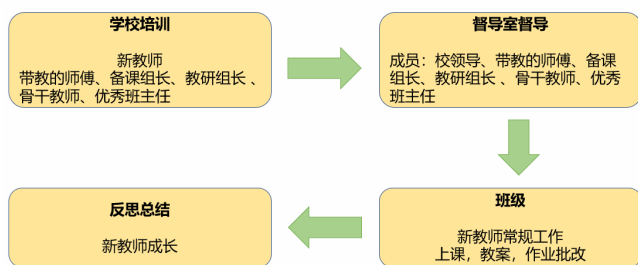 学校培训
新教师
带教的师傅、备课组长、教研组长 、
骨干教师、优秀班主任
督导室督导
成员：校领导、带教的师傅、备课
组长、教研组长 、骨干教师、优秀
班主任
班级
新教师常规工作
上课，教案，作业批改
反思总结
新教师成长